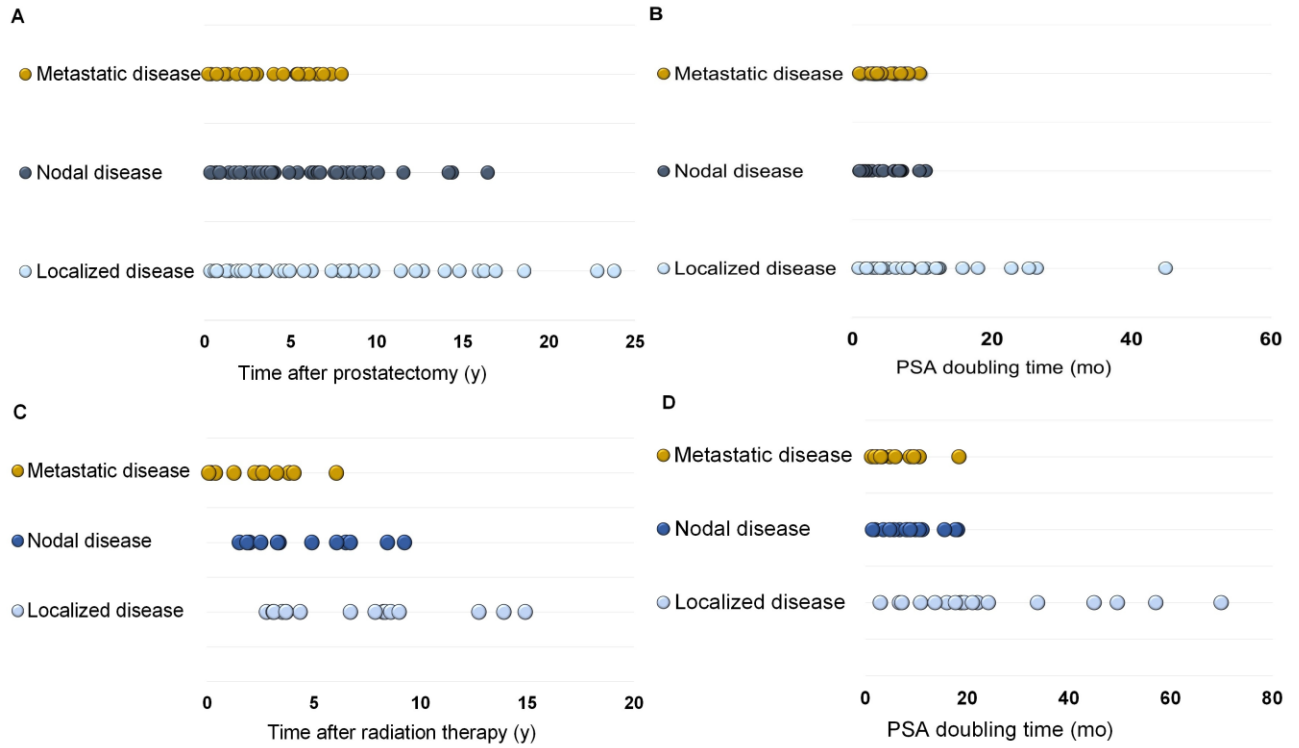 A
Metastatic disease
Nodal disease
Localized disease
0 5 10 15 20 25
Time after prostatectomy (y)
B
Metastatic disease
Nodal disease
Localized disease
0 20 40 60
PSA doubling time (mo)
C
Metastatic disease
Nodal disease
Localized disease
0 5 10 15 20
Time after radiation therapy (y)
D
Metastatic disease
Nodal disease
Localized disease
0 20 40 60 80
PSA doubling time (mo)